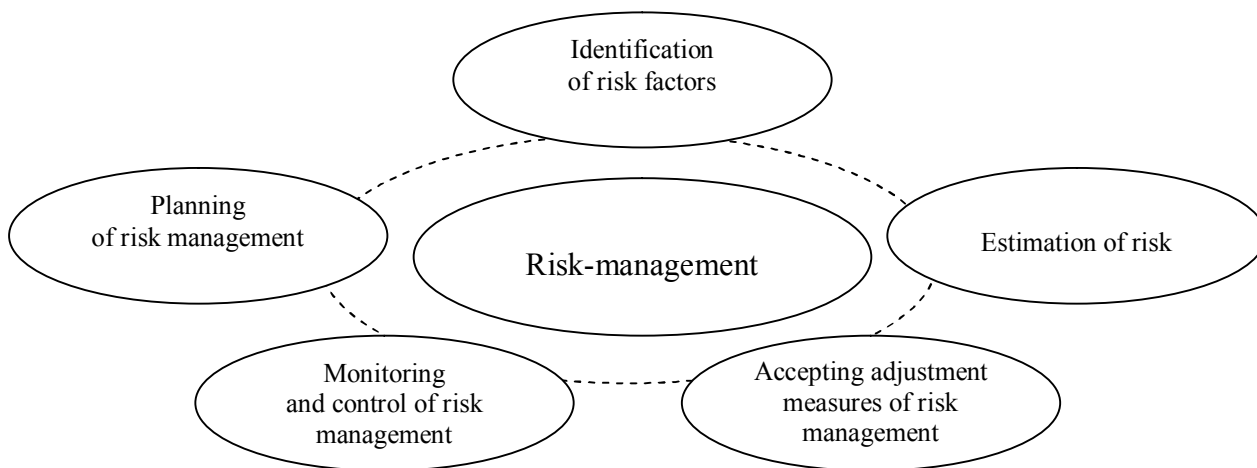 Identification
of risk factors
Planning
of risk management
Estimation of risk
Risk-management
Monitoring
and control of risk
management
Accepting adjustment
measures of risk
management